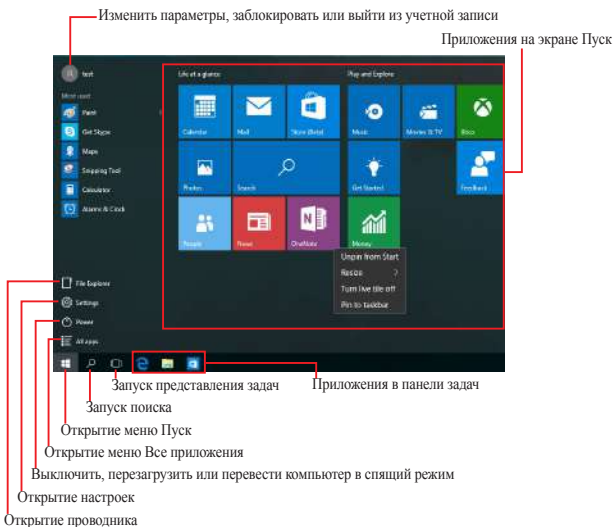 Изменить параметры, заблокировать или выйти из учетной записи
Приложения на экране Пуск
test
Life at a glance
Play and Explore
Most used
Paint
Get Skype
Maps
Snipping Tool
Calculator
Alarms & Clock
Calendar
Mail
Store (Beta)
Music
Movies & TV
Xbox
Photos
Search
Get Started
Feedback
People
News
OneNote
Money
Unpin from Start
Resize
Turn live tile off
Pin to taskbar
File Explorer
Settings
Power
All apps
Запуск представления задач
Приложения в панели задач
Запуск поиска
Открытие меню Пуск
Открытие меню Все приложения
Выключить, перезагрузить или перевести компьютер в спящий режим
Открытие настроек
Открытие проводника